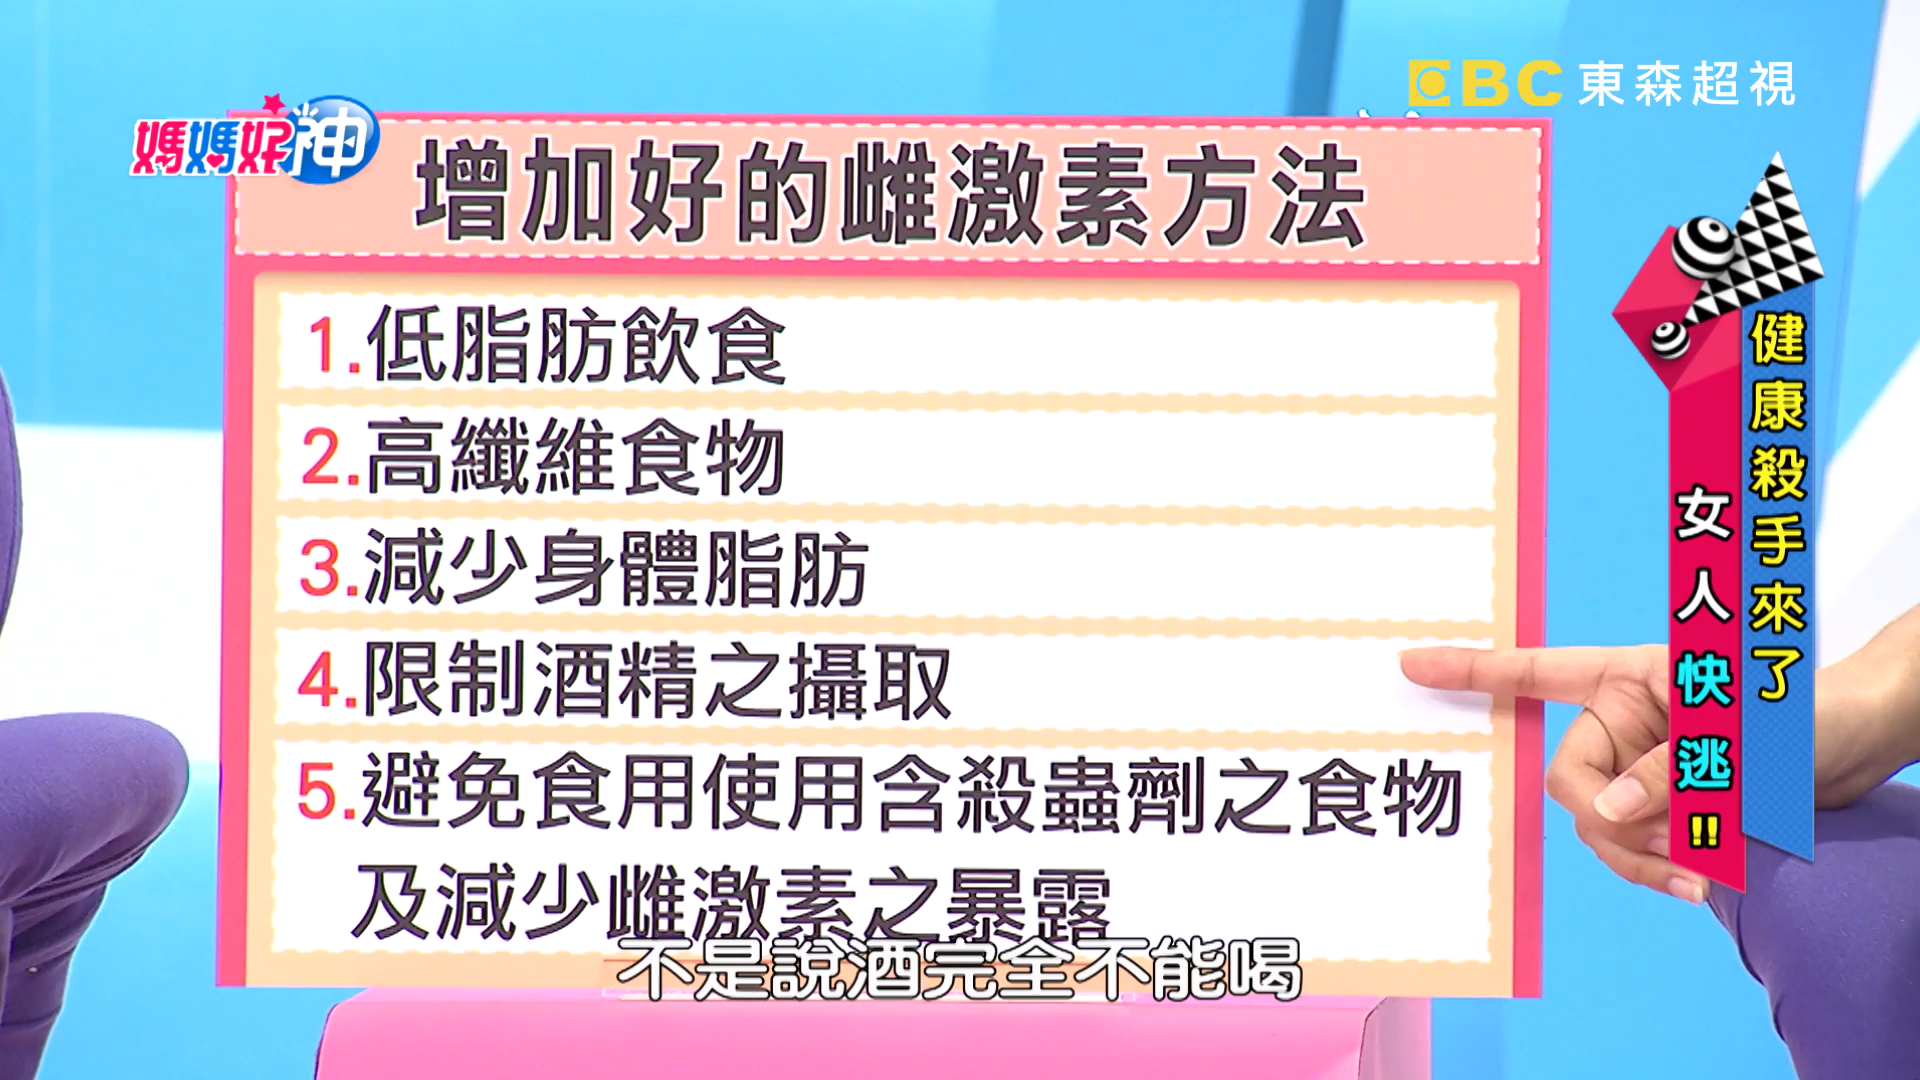 EBC 東森超視
媽媽好神
增加好的雌激素方法
1.低脂肪飲食
2.高纖維食物
3.減少身體脂肪
4.限制酒精之攝取
5.避免食用使用含殺蟲劑之食物
及減少雌激素之暴露
健康殺手來了
女人快逃!!
不是說酒完全不能喝